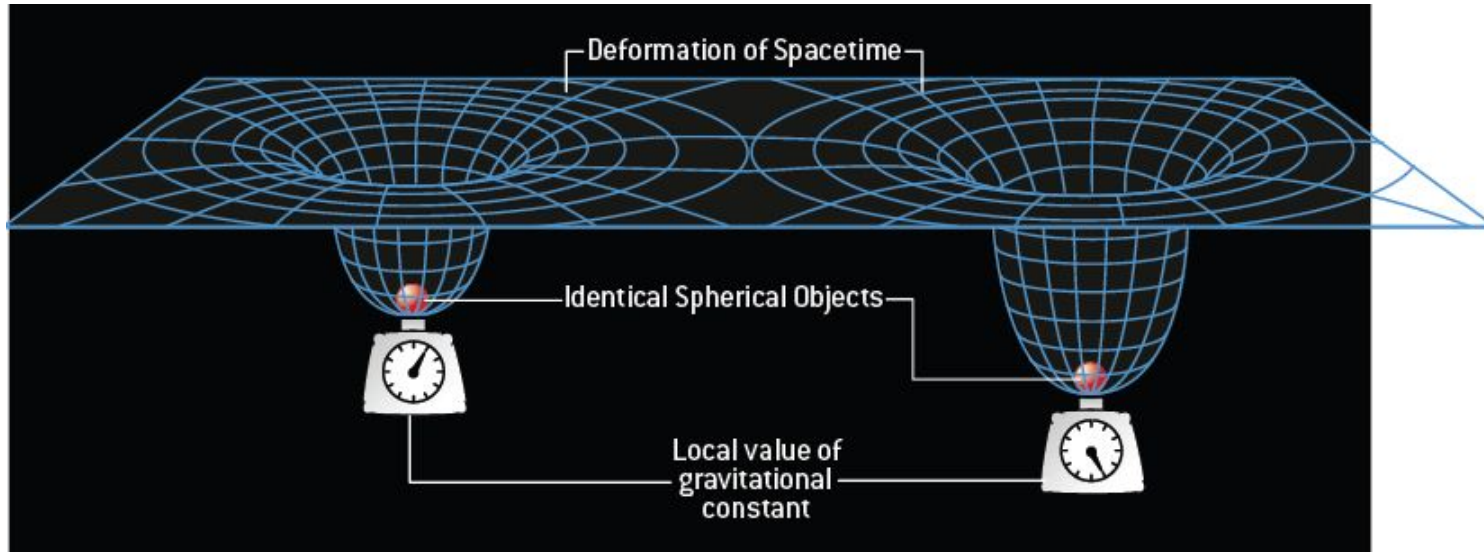 Deformation of Spacetime
Identical Spherical Objects
Local value of
gravitational
constant